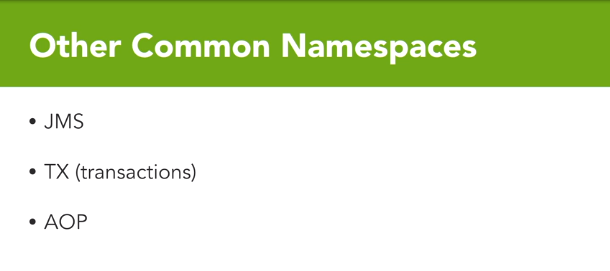 Other Common Namespaces
• JMS
• TX (transactions)
• AOP